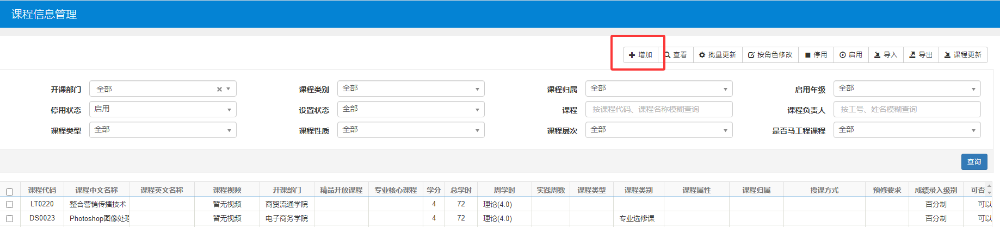 课程信息管理
增加 查看 批量更新 按角色修改 停用 启用 导入 导出 课程更新
开课部门 全部 课程类别 全部 课程归属 全部 启用年级 全部
停用状态 启用 设置状态 全部 课程 按课程代码、课程名称模糊查询 课程负责人 按工号、姓名模糊查询
课程类型 全部 课程性质 全部 课程层次 全部 是否马工程课程 全部
查询
课程代码 课程中文名称 课程英文名称 课程视频 开课部门 精品开放课程 专业核心课程 学分 总学时 周学时 实践周数 课程类型 课程类别 课程属性 课程归属 授课方式 预修要求 成绩录入级别 可否
LT0220 整合营销传播技术 暂无视频 商贸流通学院 4 72 理论(4.0) 百分制 可以
DS0023 Photoshop图像处理 暂无视频 电子商务学院 4 72 理论(4.0) 专业选修课 百分制 可以